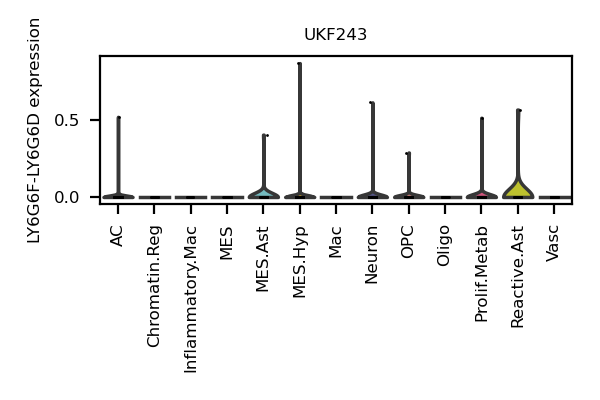 UKF243
LY6G6F-LY6G6D expression
0.5
0.0
AC
Chromatin.Reg
Inflammatory.Mac
MES
MES.Ast
MES.Hyp
Mac
Neuron
OPC
Oligo
Prolif.Metab
Reactive.Ast
Vasc